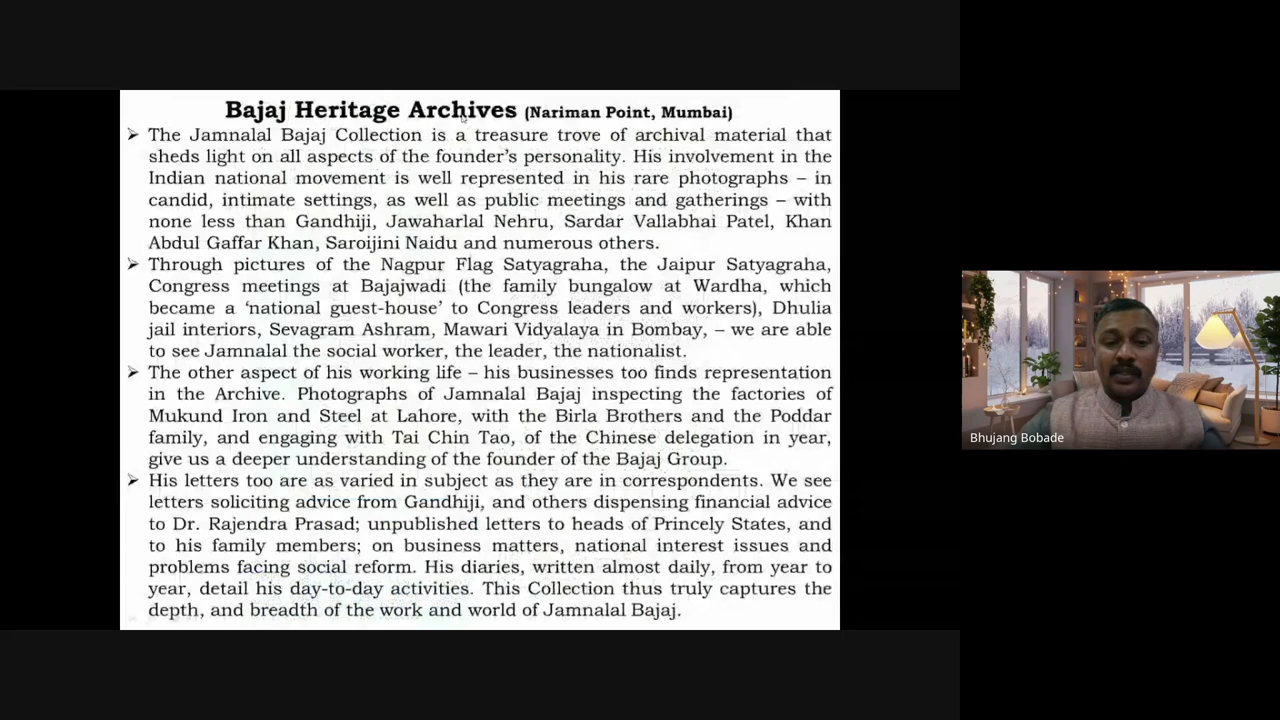 Bajaj Heritage Archives (Nariman Point, Mumbai)
➢ The Jamnalal Bajaj Collection is a treasure trove of archival material that
sheds light on all aspects of the founder's personality. His involvement in the
Indian national movement is well represented in his rare photographs – in
candid, intimate settings, as well as public meetings and gatherings – with
none less than Gandhiji, Jawaharlal Nehru, Sardar Vallabhai Patel, Khan
Abdul Gaffar Khan, Saroijini Naidu and numerous others.
➢ Through pictures of the Nagpur Flag Satyagraha, the Jaipur Satyagraha,
Congress meetings at Bajajwadi (the family bungalow at Wardha, which
became a 'national guest-house' to Congress leaders and workers), Dhulia
jail interiors, Sevagram Ashram, Mawari Vidyalaya in Bombay, – we are able
to see Jamnalal the social worker, the leader, the nationalist.
➢ The other aspect of his working life – his businesses too finds representation
in the Archive. Photographs of Jamnalal Bajaj inspecting the factories of
Mukund Iron and Steel at Lahore, with the Birla Brothers and the Poddar
family, and engaging with Tai Chin Tao, of the Chinese delegation in year,
give us a deeper understanding of the founder of the Bajaj Group.
➢ His letters too are as varied in subject as they are in correspondents. We see
letters soliciting advice from Gandhiji, and others dispensing financial advice
to Dr. Rajendra Prasad; unpublished letters to heads of Princely States, and
to his family members; on business matters, national interest issues and
problems facing social reform. His diaries, written almost daily, from year to
year, detail his day-to-day activities. This Collection thus truly captures the
depth, and breadth of the work and world of Jamnalal Bajaj.
Bhujang Bobade